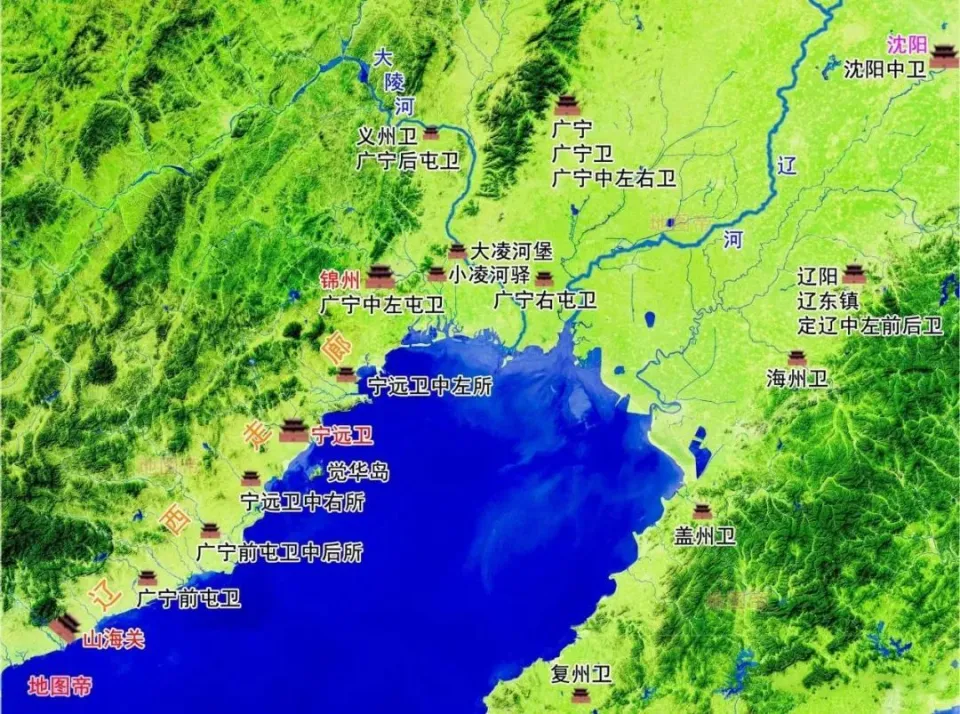 沈阳
沈阳中卫
大
陵
河
义州卫
广宁后屯卫
广宁
广宁卫
广宁中左右卫
辽
河
大凌河堡
小凌河驿
广宁右屯卫
锦州
广宁中左屯卫
辽阳
辽东镇
定辽中左前后卫
海州卫
廊
宁远卫中左所
走
宁远卫
觉华岛
宁远卫中右所
西
广宁前屯卫中后所
盖州卫
辽
广宁前屯卫
山海关
复州卫
地图帝